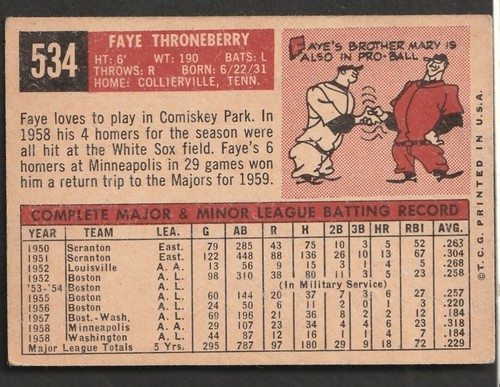 534
FAYE THRONEBERRY
HT: 6' WT: 190 BATS: L
THROWS: R BORN: 6/22/31
HOME: COLLIERVILLE, TENN.
FAYE'S BROTHER MARV IS
ALSO IN PRO-BALL.
Faye loves to play in Comiskey Park. In
1958 his 4 homers for the season were
all hit at the White Sox field. Faye's 6
homers at Minneapolis in 29 games won
him a return trip to the Majors for 1959.
COMPLETE MAJOR & MINOR LEAGUE BATTING RECORD
YEAR TEAM LEA. G AB R H 2B 3B HR RBI AVG.
1950 Scranton East. 79 285 43 75 10 3 5 52 .263
1951 Scranton East. 122 448 88 136 25 3 6 67 .304
1952 Louisville A. A. 13 56 9 15 3 1 4 5 .268
1952 Boston A. L. 98 310 38 80 11 3 5 23 .258
'53-'54 Boston A. L. (In Military Service)
1955 Boston A. L. 60 144 20 37 7 3 6 27 .257
1956 Boston A. L. 24 50 6 11 2 0 1 3 .220
1957 Bost.-Wash. A. L. 69 196 21 36 8 2 2 12 .184
1958 Minneapolis A. A. 29 110 24 35 4 4 6 23 .318
1958 Washington A. L. 44 87 12 16 1 1 4 7 .184
Major League Totals 5 Yrs. 295 787 97 180 29 9 18 72 .229
© T.C.G. PRINTED IN U.S.A.